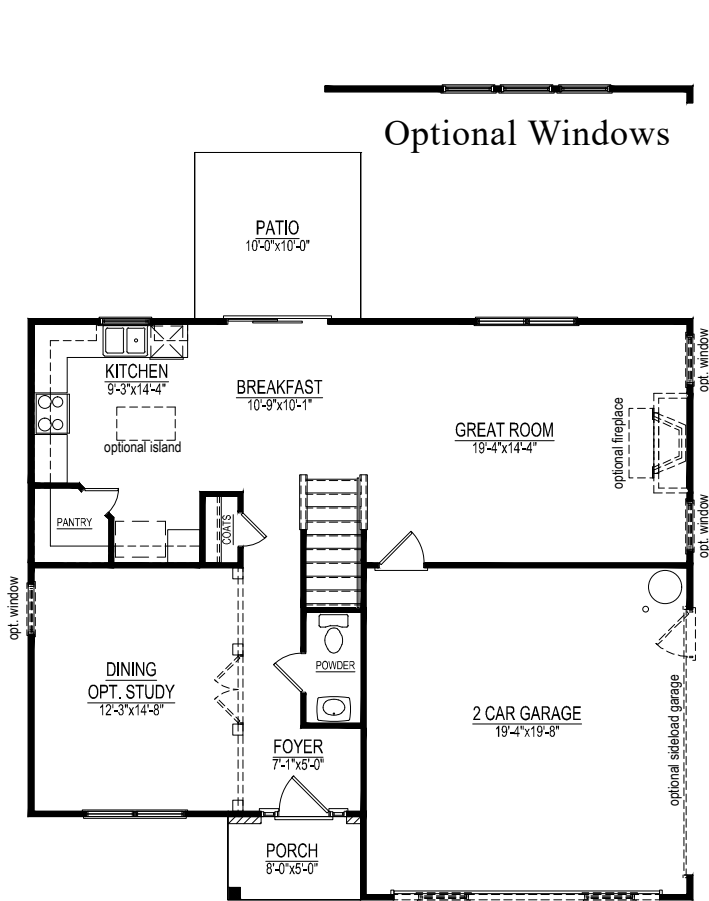 Optional Windows
PATIO
10'-0"x10'-0"
KITCHEN
9'-3"x14'-4"
optional island
BREAKFAST
10'-9"x10'-1"
GREAT ROOM
19'-4"x14'-4"
optional fireplace
opt. window
opt. window
PANTRY
COATS
opt. window
DINING
OPT. STUDY
12'-3"x14'-8"
POWDER
FOYER
7'-1"x5'-0"
2 CAR GARAGE
19'-4"x19'-8"
optional sideload garage
PORCH
8'-0"x5'-0"